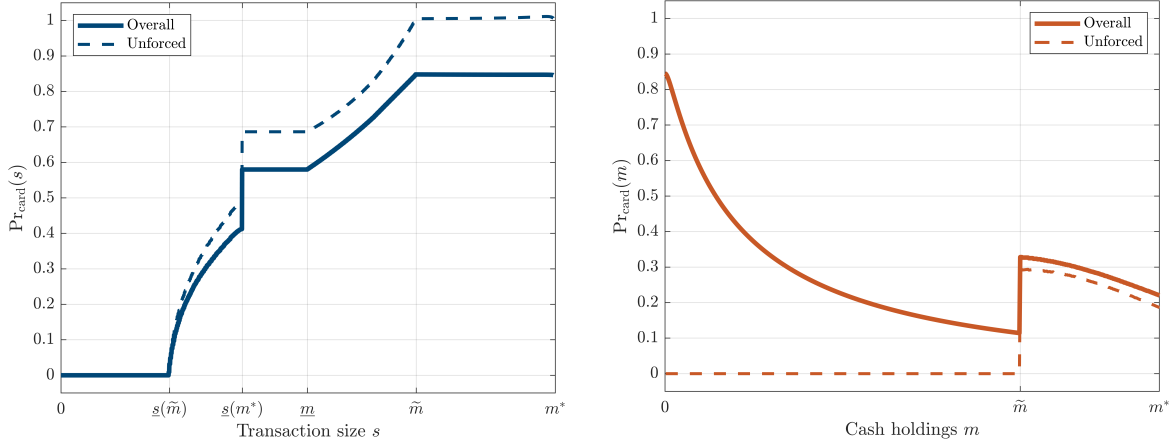 Overall
Unforced
1
0.9
0.8
0.7
0.6
0.5
0.4
0.3
0.2
0.1
0
Pr_card(s)
0 s̲(m̃) s̲(m*) m̲ m̃ m*
Transaction size s
Overall
Unforced
1
0.9
0.8
0.7
0.6
0.5
0.4
0.3
0.2
0.1
0
Pr_card(m)
0 m̃ m*
Cash holdings m